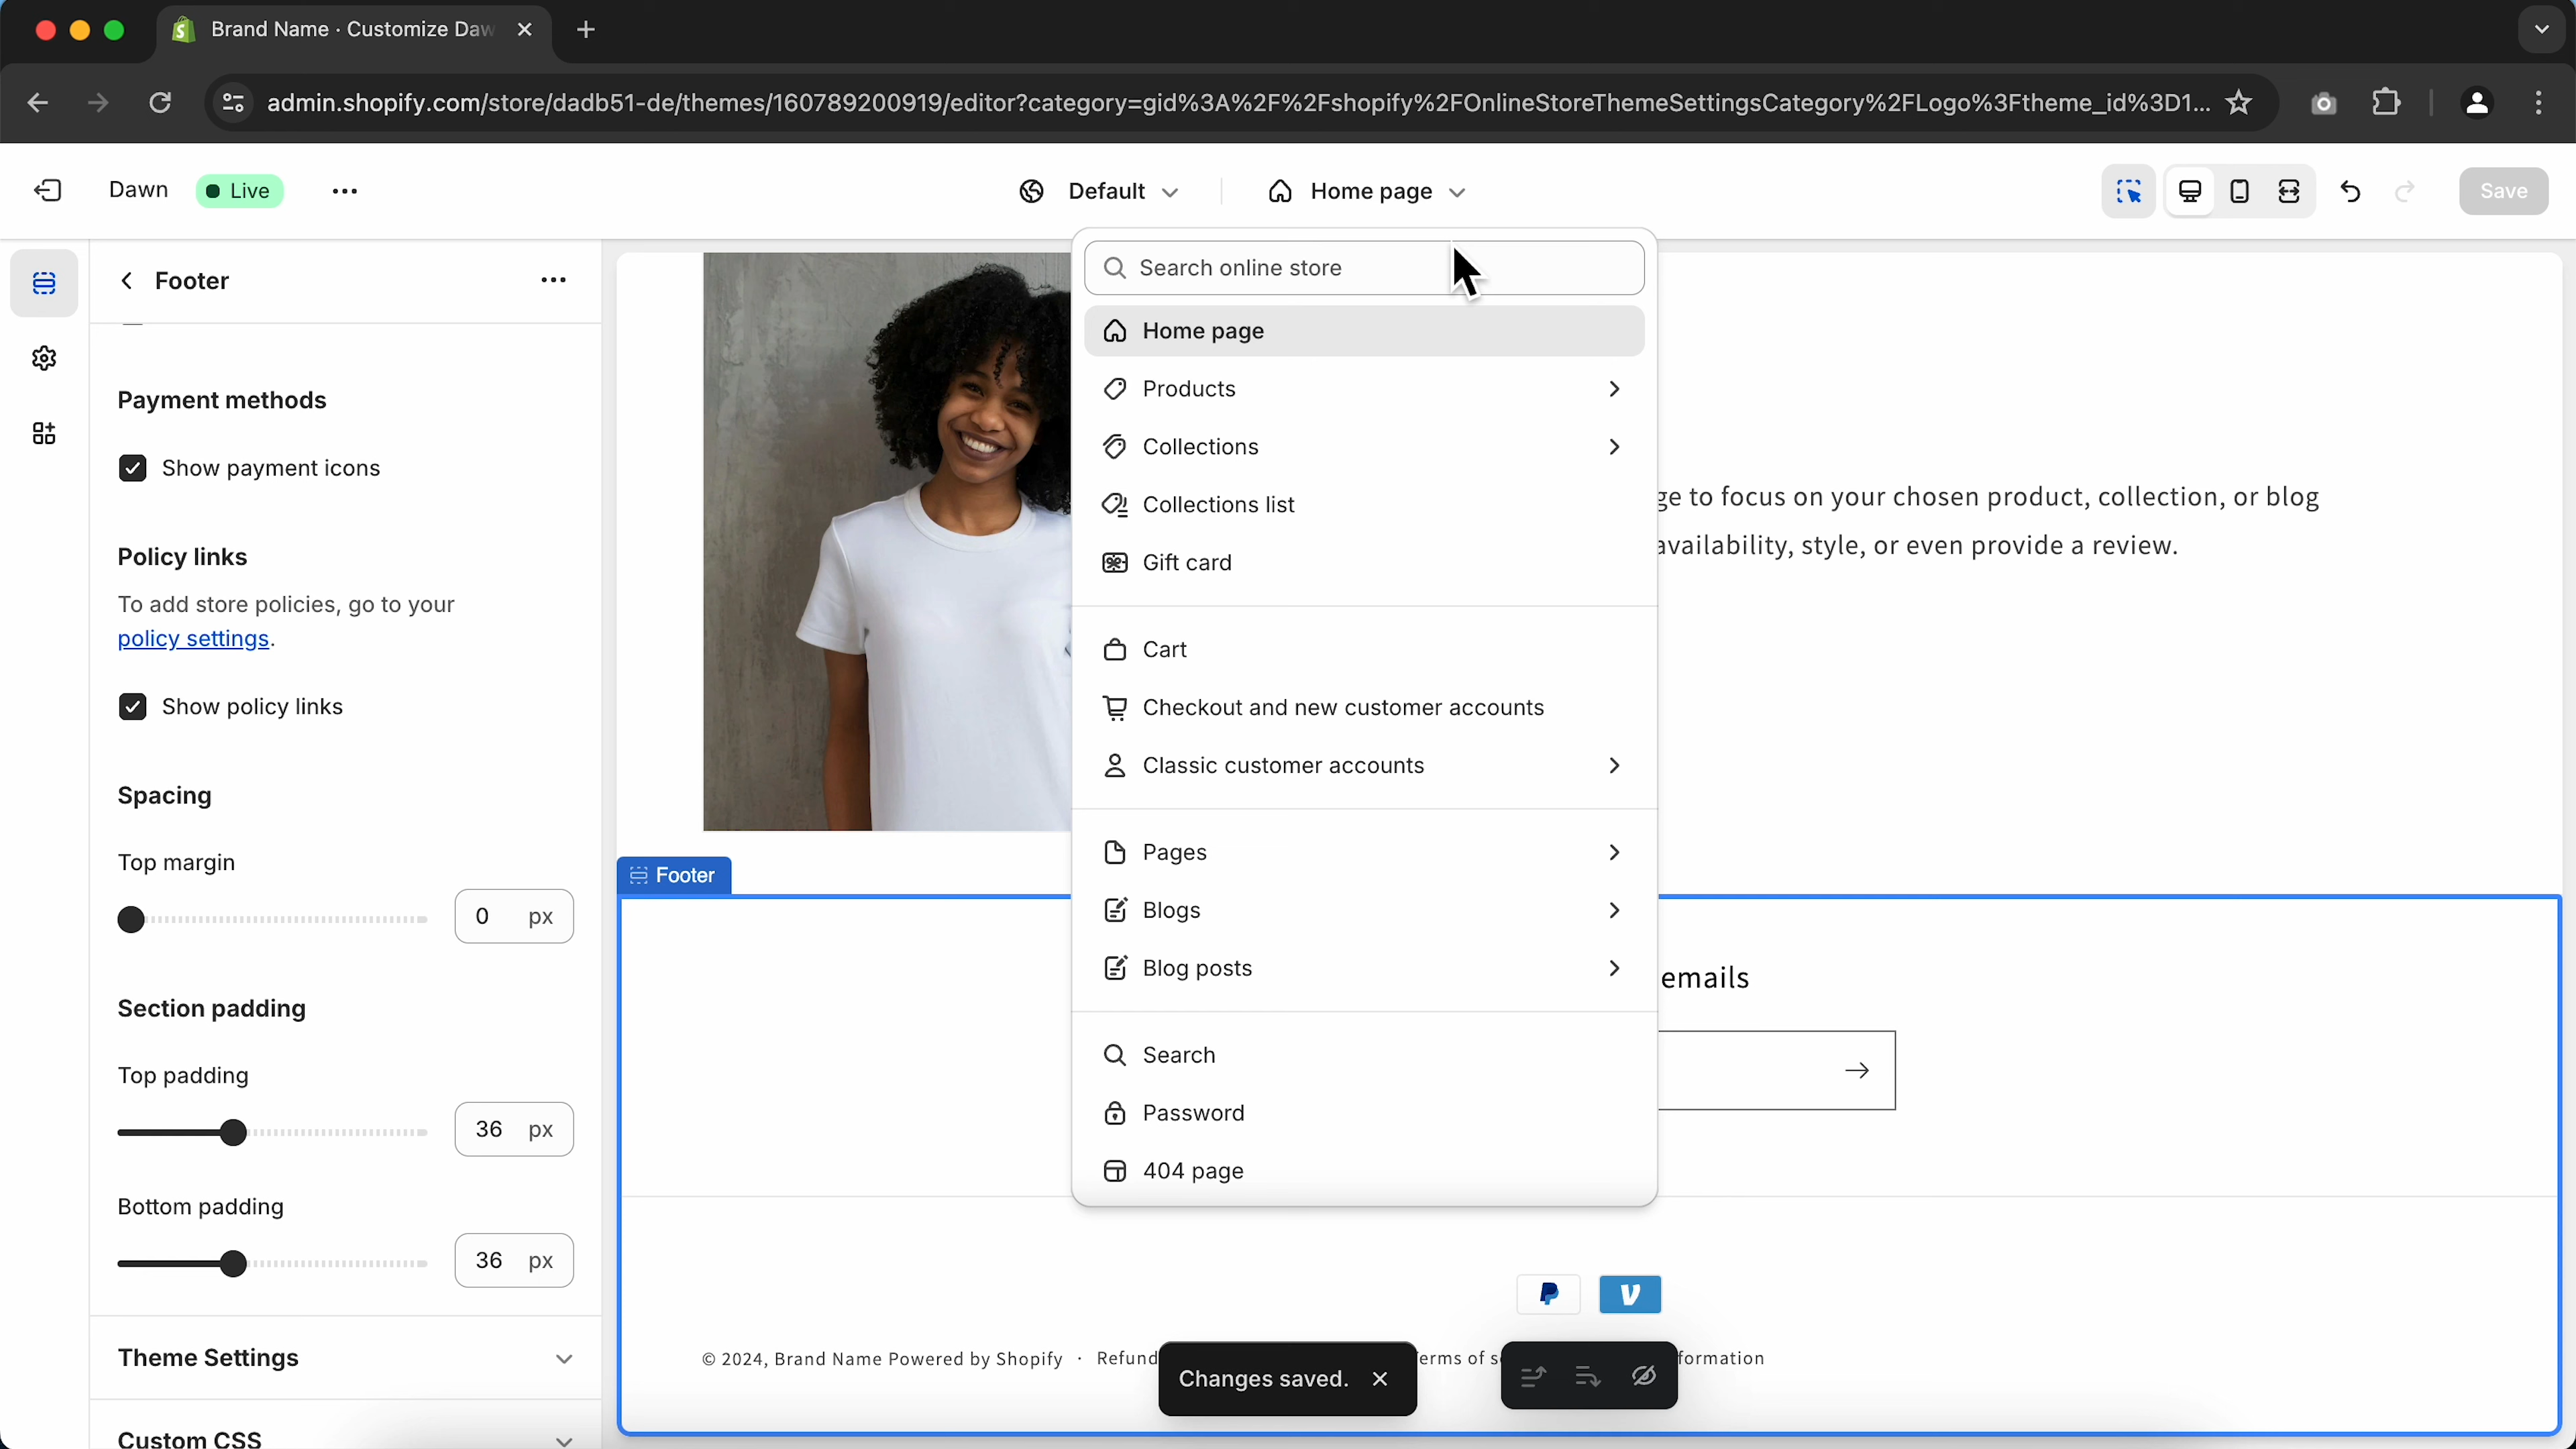 Brand Name · Customize Daw
admin.shopify.com/store/dadb51-de/themes/160789200919/editor?category=gid%3A%2F%2Fshopify%2FOnlineStoreThemeSettingsCategory%2FLogo%3Ftheme_id%3D1...
Dawn
Live
Default
Home page
Save
Footer
Payment methods
Show payment icons
Policy links
To add store policies, go to your
policy settings.
Show policy links
Spacing
Top margin
0 px
Section padding
Top padding
36 px
Bottom padding
36 px
Theme Settings
Custom CSS
Search online store
Home page
Products
Collections
Collections list
Gift card
Cart
Checkout and new customer accounts
Classic customer accounts
Pages
Blogs
Blog posts
Search
Password
404 page
ge to focus on your chosen product, collection, or blog
availability, style, or even provide a review.
Footer
emails
© 2024, Brand Name Powered by Shopify · Refund
erms of s
formation
Changes saved.